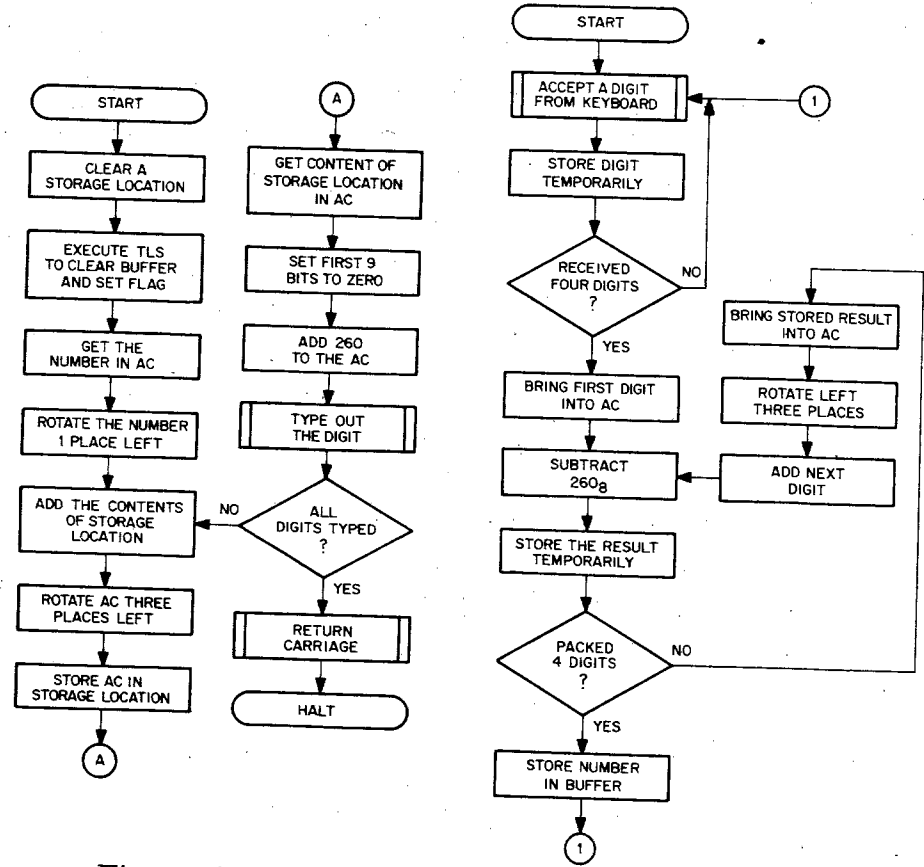 START
CLEAR A
STORAGE LOCATION
EXECUTE TLS
TO CLEAR BUFFER
AND SET FLAG
GET THE
NUMBER IN AC
ROTATE THE NUMBER
1 PLACE LEFT
ADD THE CONTENTS
OF STORAGE
LOCATION
ROTATE AC THREE
PLACES LEFT
STORE AC IN
STORAGE LOCATION
A
A
GET CONTENT OF
STORAGE LOCATION
IN AC
SET FIRST 9
BITS TO ZERO
ADD 260
TO THE AC
TYPE OUT
THE DIGIT
ALL
DIGITS TYPED
?
NO
YES
RETURN
CARRIAGE
HALT
START
ACCEPT A DIGIT
FROM KEYBOARD
1
STORE DIGIT
TEMPORARILY
RECEIVED
FOUR DIGITS
?
NO
YES
BRING FIRST DIGIT
INTO AC
SUBTRACT
260₈
STORE THE RESULT
TEMPORARILY
PACKED
4 DIGITS
?
NO
YES
STORE NUMBER
IN BUFFER
1
BRING STORED RESULT
INTO AC
ROTATE LEFT
THREE PLACES
ADD NEXT
DIGIT